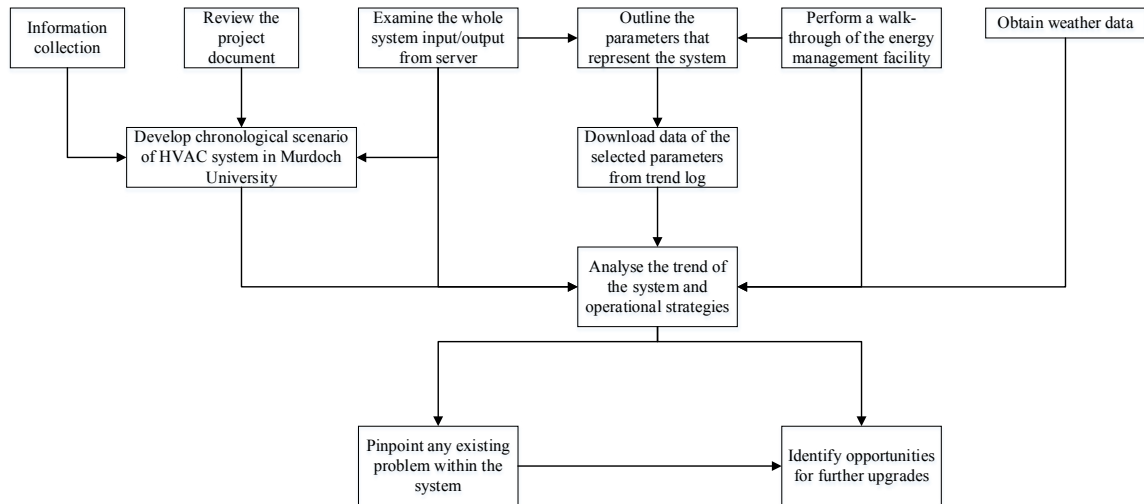 Information
collection
Review the
project
document
Examine the whole
system input/output
from server
Outline the
parameters that
represent the system
Perform a walk-
through of the energy
management facility
Obtain weather data
Develop chronological scenario
of HVAC system in Murdoch
University
Download data of the
selected parameters
from trend log
Analyse the trend of
the system and
operational strategies
Pinpoint any existing
problem within the
system
Identify opportunities
for further upgrades